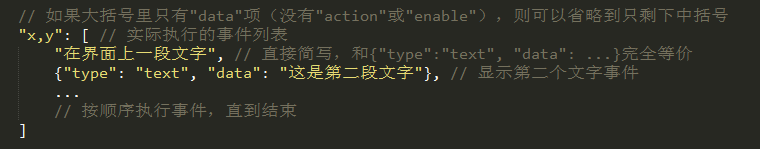 // 如果大括号里只有"data"项（没有"action"或"enable"），则可以省略到只剩下中括号
"x,y": [ // 实际执行的事件列表
"在界面上一段文字", // 直接简写，和{"type":"text", "data": ...}完全等价
{"type": "text", "data": "这是第二段文字"}, // 显示第二个文字事件
...
// 按顺序执行事件，直到结束
]